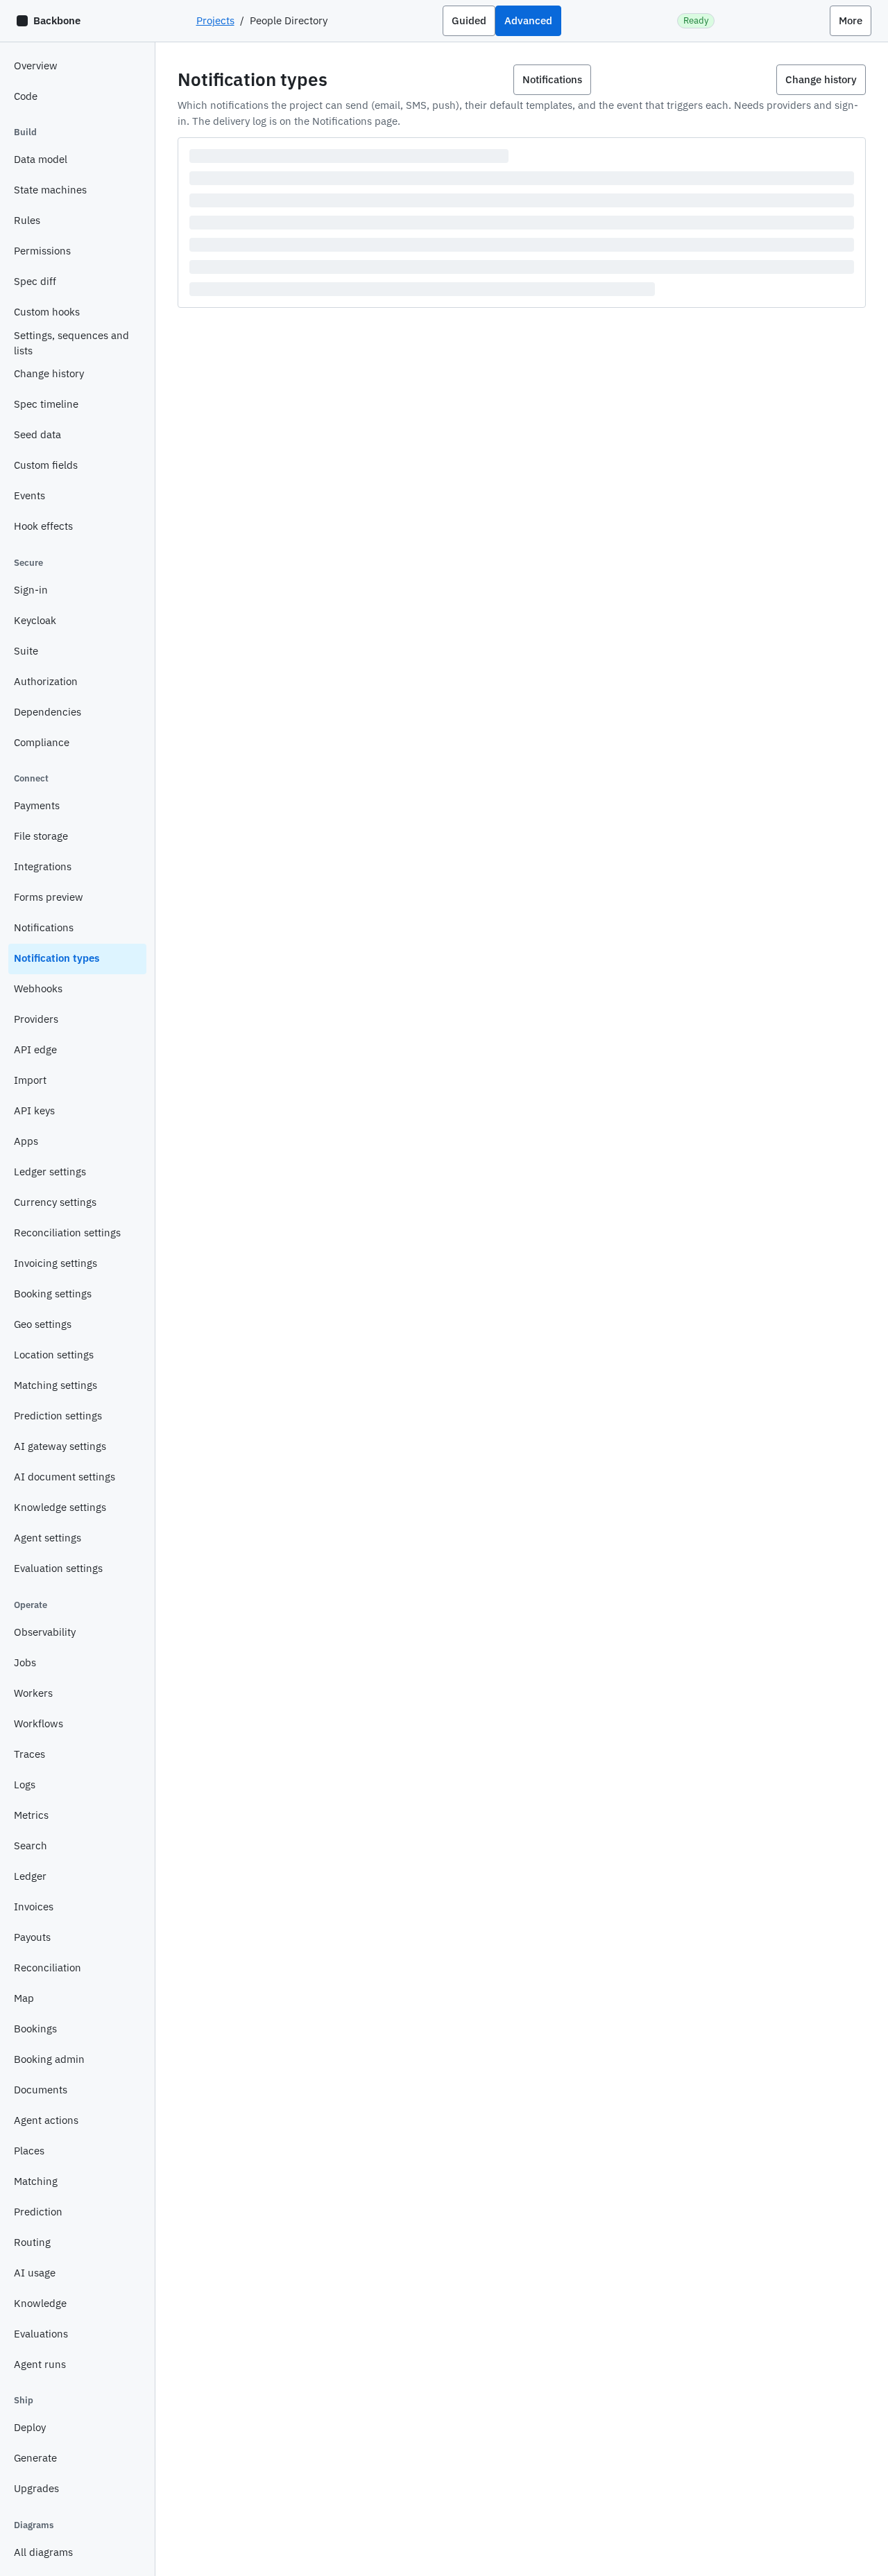 Backbone
Projects / People Directory
Guided
Advanced
Ready
More
Overview
Code
Build
Data model
State machines
Rules
Permissions
Spec diff
Custom hooks
Settings, sequences and
lists
Change history
Spec timeline
Seed data
Custom fields
Events
Hook effects
Secure
Sign-in
Keycloak
Suite
Authorization
Dependencies
Compliance
Connect
Payments
File storage
Integrations
Forms preview
Notifications
Notification types
Webhooks
Providers
API edge
Import
API keys
Apps
Ledger settings
Currency settings
Reconciliation settings
Invoicing settings
Booking settings
Geo settings
Location settings
Matching settings
Prediction settings
AI gateway settings
AI document settings
Knowledge settings
Agent settings
Evaluation settings
Operate
Observability
Jobs
Workers
Workflows
Traces
Logs
Metrics
Search
Ledger
Invoices
Payouts
Reconciliation
Map
Bookings
Booking admin
Documents
Agent actions
Places
Matching
Prediction
Routing
AI usage
Knowledge
Evaluations
Agent runs
Ship
Deploy
Generate
Upgrades
Diagrams
All diagrams
Notification types
Notifications
Change history
Which notifications the project can send (email, SMS, push), their default templates, and the event that triggers each. Needs providers and sign-
in. The delivery log is on the Notifications page.